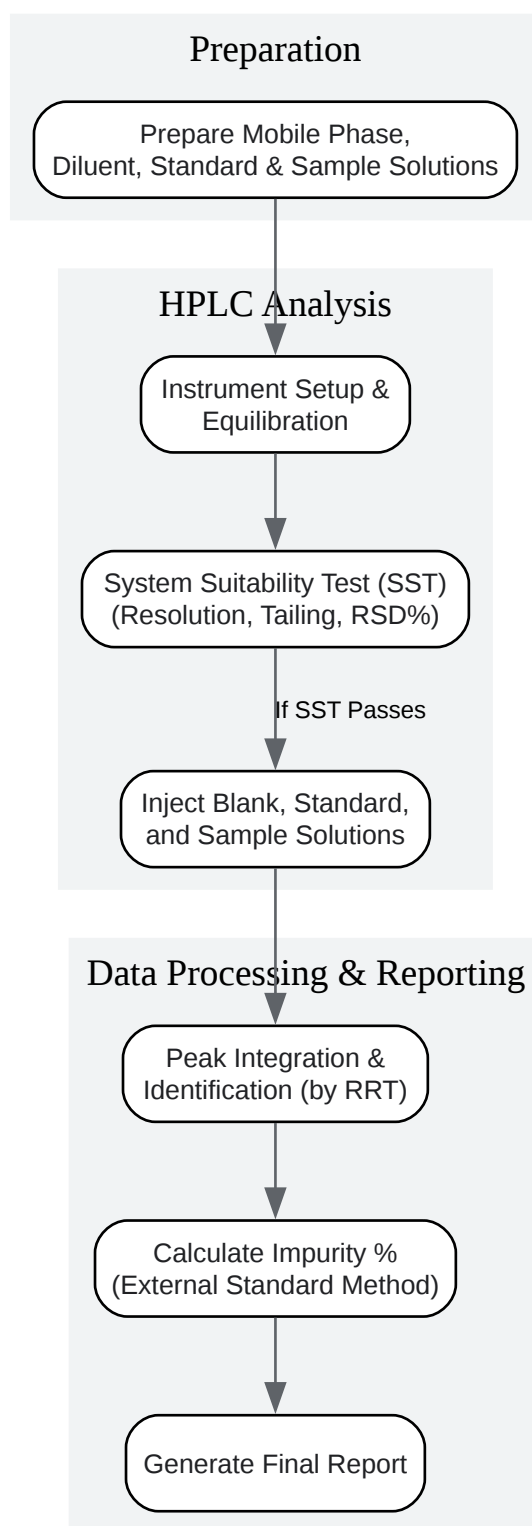 Preparation
Prepare Mobile Phase,
Diluent, Standard & Sample Solutions
HPLC Analysis
Instrument Setup &
Equilibration
System Suitability Test (SST)
(Resolution, Tailing, RSD%)
If SST Passes
Inject Blank, Standard,
and Sample Solutions
Data Processing & Reporting
Peak Integration &
Identification (by RRT)
Calculate Impurity %
(External Standard Method)
Generate Final Report